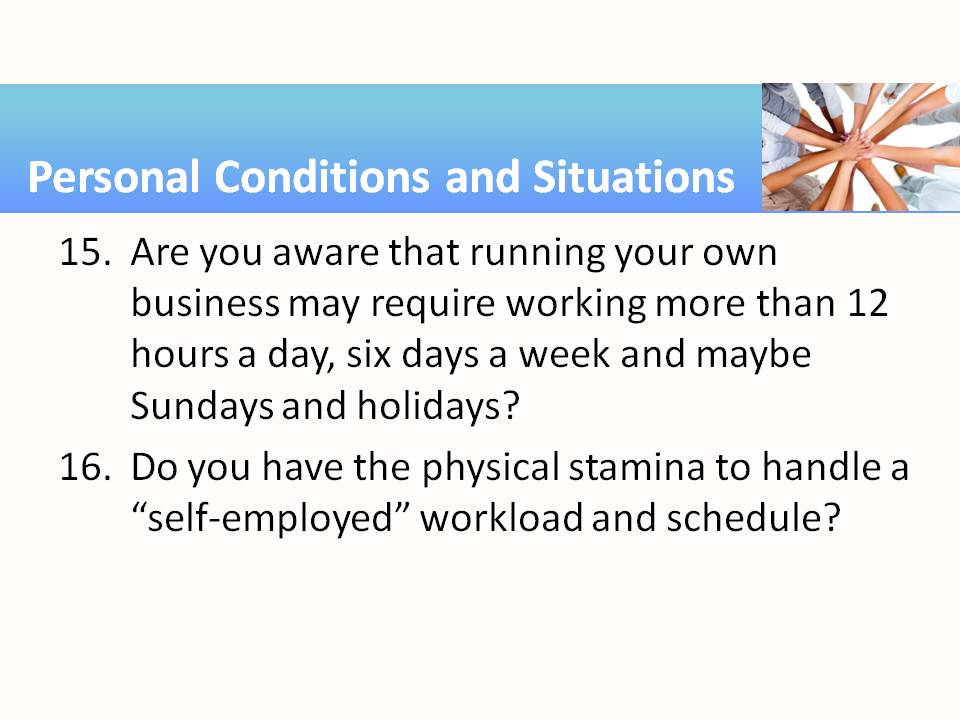 Personal Conditions and Situations
15. Are you aware that running your own
business may require working more than 12
hours a day, six days a week and maybe
Sundays and holidays?
16. Do you have the physical stamina to handle a
“self-employed” workload and schedule?